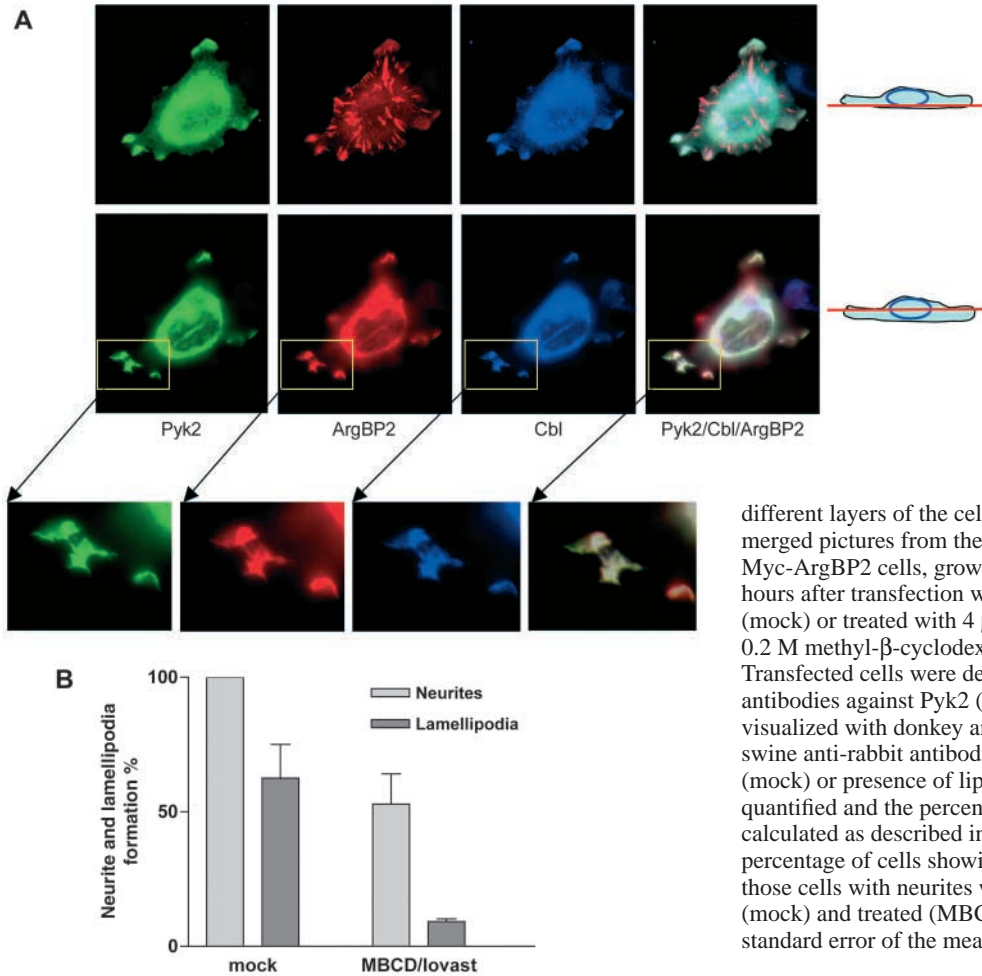 A
Pyk2
ArgBP2
Cbl
Pyk2/Cbl/ArgBP2
different layers of the cel
merged pictures from the
Myc-ArgBP2 cells, grow
hours after transfection w
(mock) or treated with 4
0.2 M methyl-β-cyclodex
Transfected cells were de
antibodies against Pyk2 (
visualized with donkey an
swine anti-rabbit antibod
(mock) or presence of lip
quantified and the percen
calculated as described in
percentage of cells showi
those cells with neurites w
(mock) and treated (MBC
standard error of the mea
B
Neurite and lamellipodia
formation %
100
50
0
Neurites
Lamellipodia
mock
MBCD/lovast